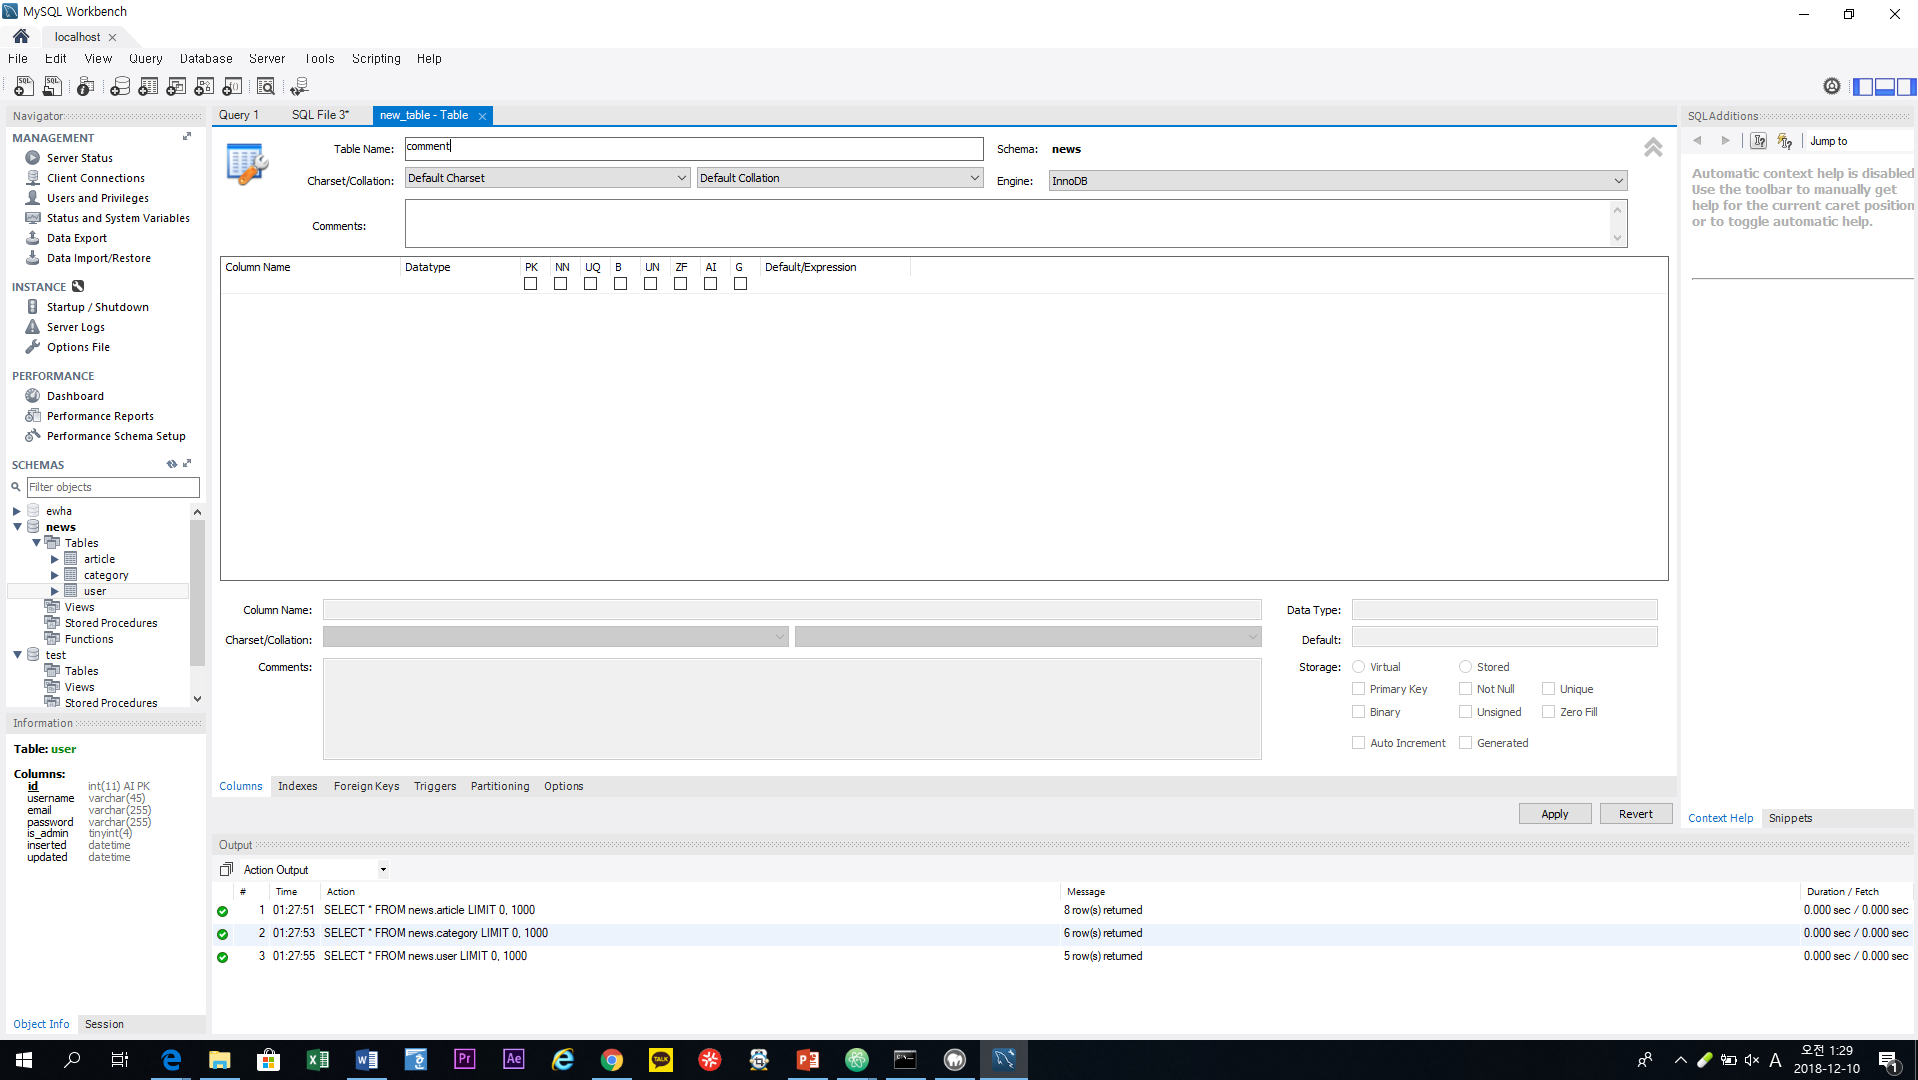 MySQL Workbench
localhost
File Edit View Query Database Server Tools Scripting Help
Navigator
MANAGEMENT
Server Status
Client Connections
Users and Privileges
Status and System Variables
Data Export
Data Import/Restore
INSTANCE
Startup / Shutdown
Server Logs
Options File
PERFORMANCE
Dashboard
Performance Reports
Performance Schema Setup
SCHEMAS
Filter objects
ewha
news
Tables
article
category
user
Views
Stored Procedures
Functions
test
Tables
Views
Stored Procedures
Information
Table: user
Columns:
id int(11) AI PK
username varchar(45)
email varchar(255)
password varchar(255)
is_admin tinyint(4)
inserted datetime
updated datetime
Object Info Session
Query 1 SQL File 3* new_table - Table
Table Name: comment Schema: news
Charset/Collation: Default Charset Default Collation Engine: InnoDB
Comments:
Column Name Datatype PK NN UQ B UN ZF AI G Default/Expression
Column Name: Data Type:
Charset/Collation: Default:
Comments: Storage: Virtual Stored
Primary Key Not Null Unique
Binary Unsigned Zero Fill
Auto Increment Generated
Columns Indexes Foreign Keys Triggers Partitioning Options
Apply Revert
Output
Action Output
# Time Action Message Duration / Fetch
1 01:27:51 SELECT * FROM news.article LIMIT 0, 1000 8 row(s) returned 0.000 sec / 0.000 sec
2 01:27:53 SELECT * FROM news.category LIMIT 0, 1000 6 row(s) returned 0.000 sec / 0.000 sec
3 01:27:55 SELECT * FROM news.user LIMIT 0, 1000 5 row(s) returned 0.000 sec / 0.000 sec
SQLAdditions
Jump to
Automatic context help is disabled
Use the toolbar to manually get
help for the current caret position
or to toggle automatic help.
Context Help Snippets
Pr Ae TALK
A 오전 1:29
2018-12-10
1